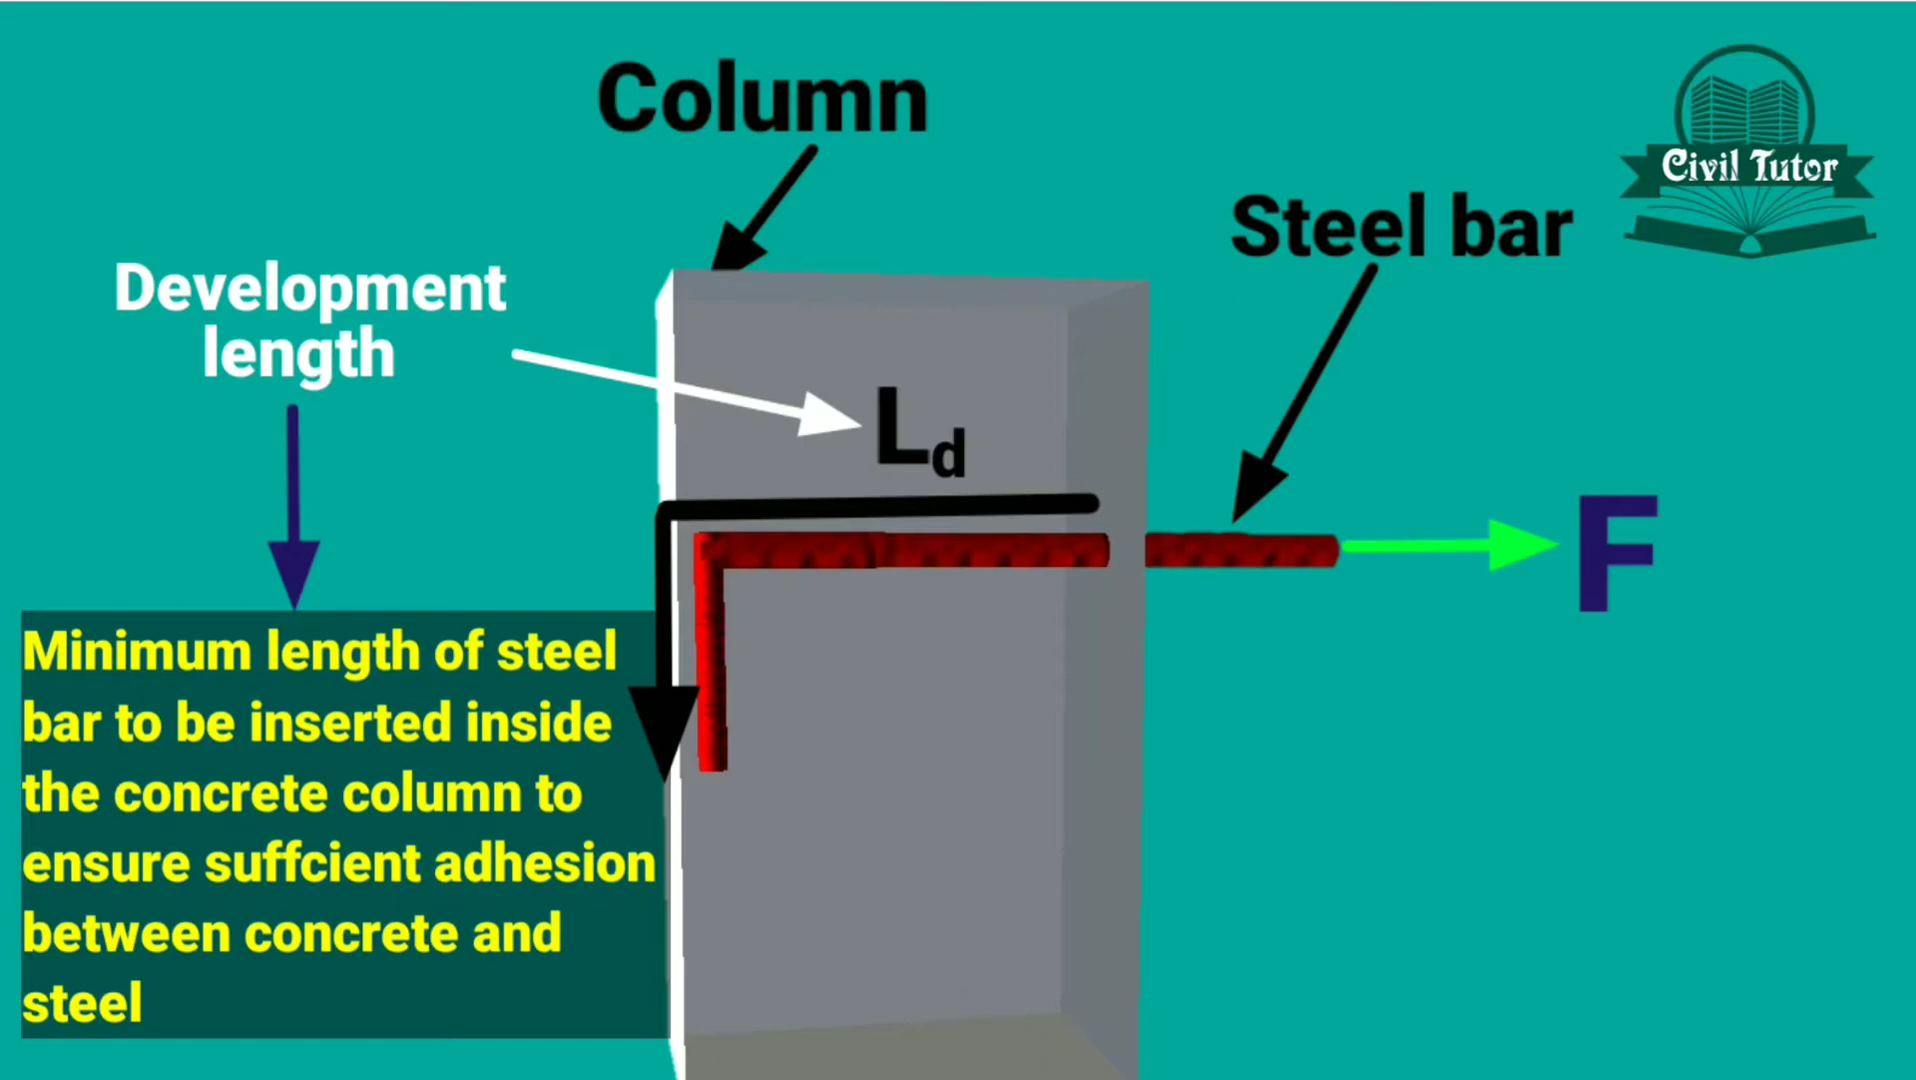 Column
Civil Tutor
Steel bar
Development
length
Ld
F
Minimum length of steel
bar to be inserted inside
the concrete column to
ensure suffcient adhesion
between concrete and
steel